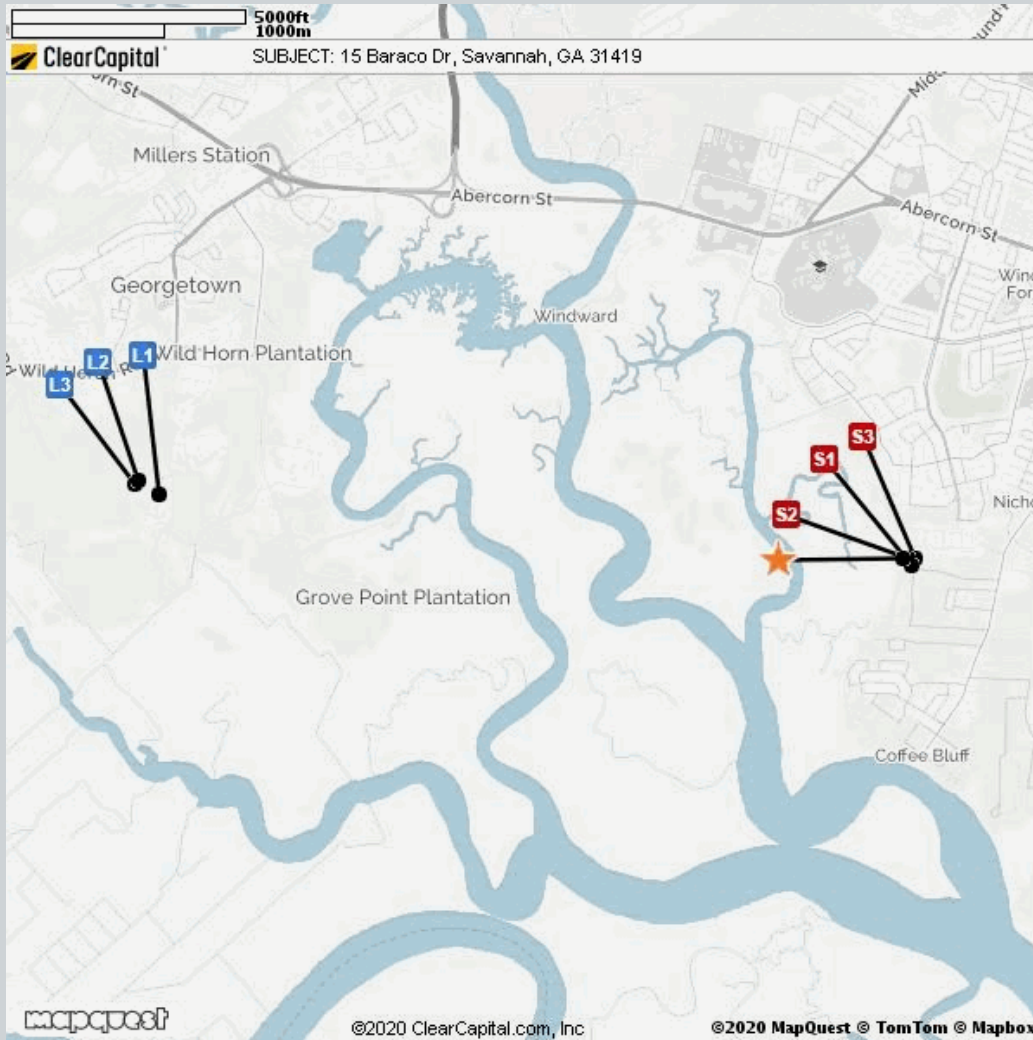 5000ft
1000m
ClearCapital
SUBJECT: 15 Baraco Dr, Savannah, GA 31419
Millers Station
Abercorn St
Abercorn St
Georgetown
Windward
L1
Wild Horn Plantation
L2
L3
S3
S1
S2
Grove Point Plantation
Coffee Bluff
mapquest
©2020 ClearCapital.com, Inc
©2020 MapQuest © TomTom © Mapbox